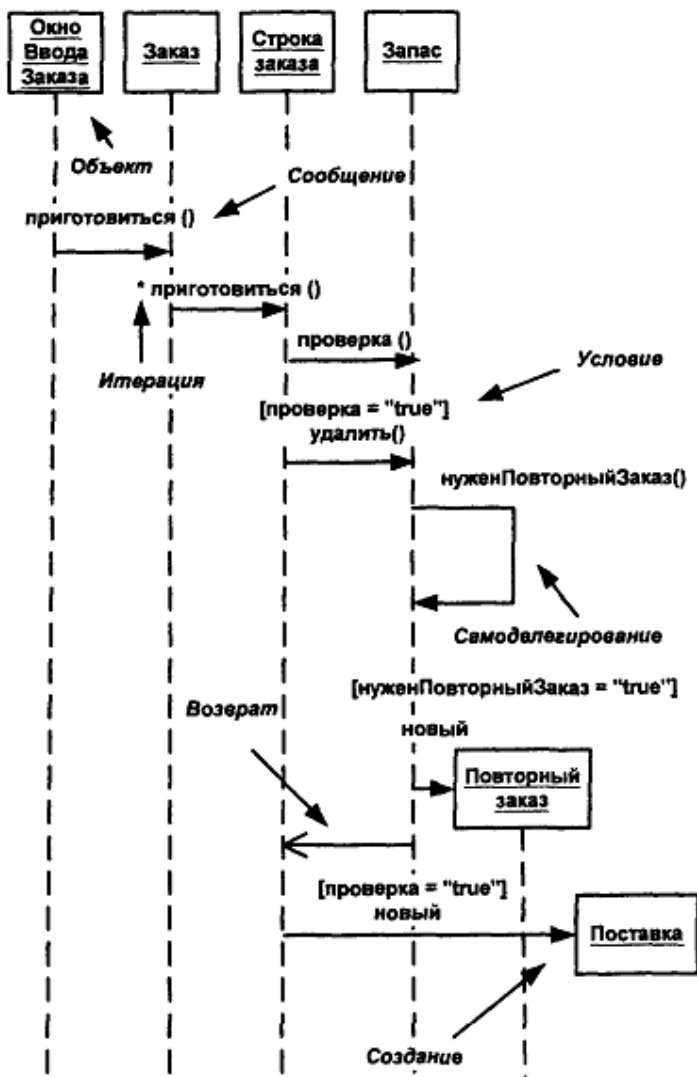 Окно
Ввода
Заказа
Заказ
Строка
заказа
Запас
Объект
Сообщение
приготовиться ()
* приготовиться ()
проверка ()
Условие
Итерация
[проверка = "true"]
удалить()
нуженПовторныйЗаказ()
Самоделегирование
[нуженПовторныйЗаказ = "true"]
Возврат
новый
Повторный
заказ
[проверка = "true"]
новый
Поставка
Создание